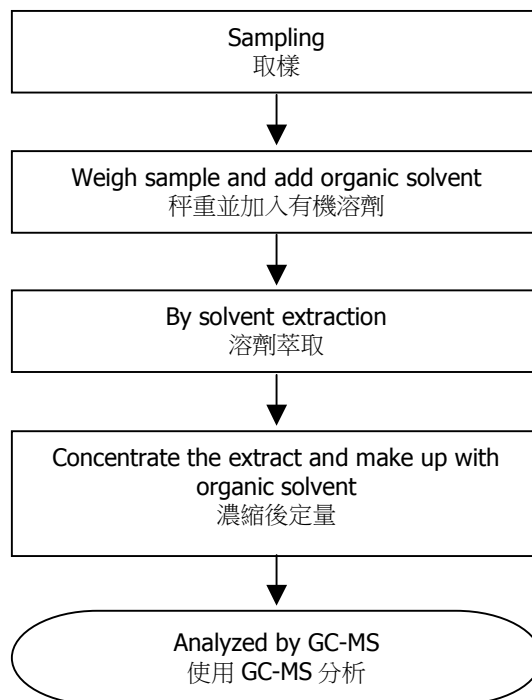 Sampling
取樣
Weigh sample and add organic solvent
秤重並加入有機溶劑
By solvent extraction
溶劑萃取
Concentrate the extract and make up with
organic solvent
濃縮後定量
Analyzed by GC-MS
使用 GC-MS 分析